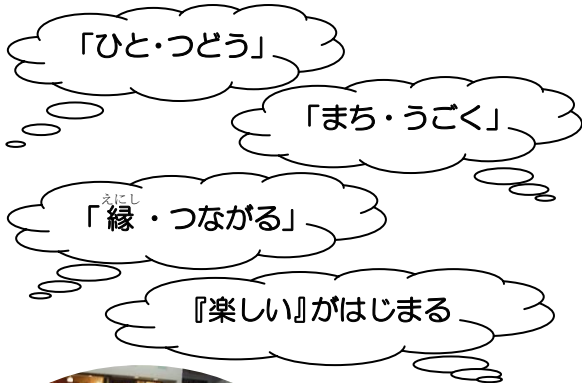 「ひと・つどう」
「まち・うごく」
えにし
「縁・つながる」
『楽しい』がはじまる